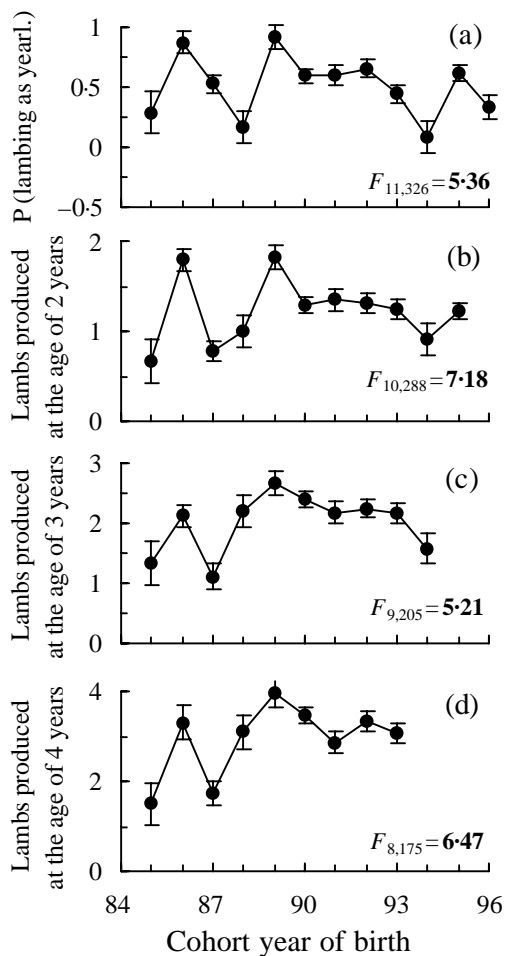 P (lambing as yearl.)
1
0·5
0
–0·5
(a)
F11,326 = 5·36
Lambs produced
at the age of 2 years
2
1
0
(b)
F10,288 = 7·18
Lambs produced
at the age of 3 years
3
2
1
0
(c)
F9,205 = 5·21
Lambs produced
at the age of 4 years
4
2
0
(d)
F8,175 = 6·47
84 87 90 93 96
Cohort year of birth